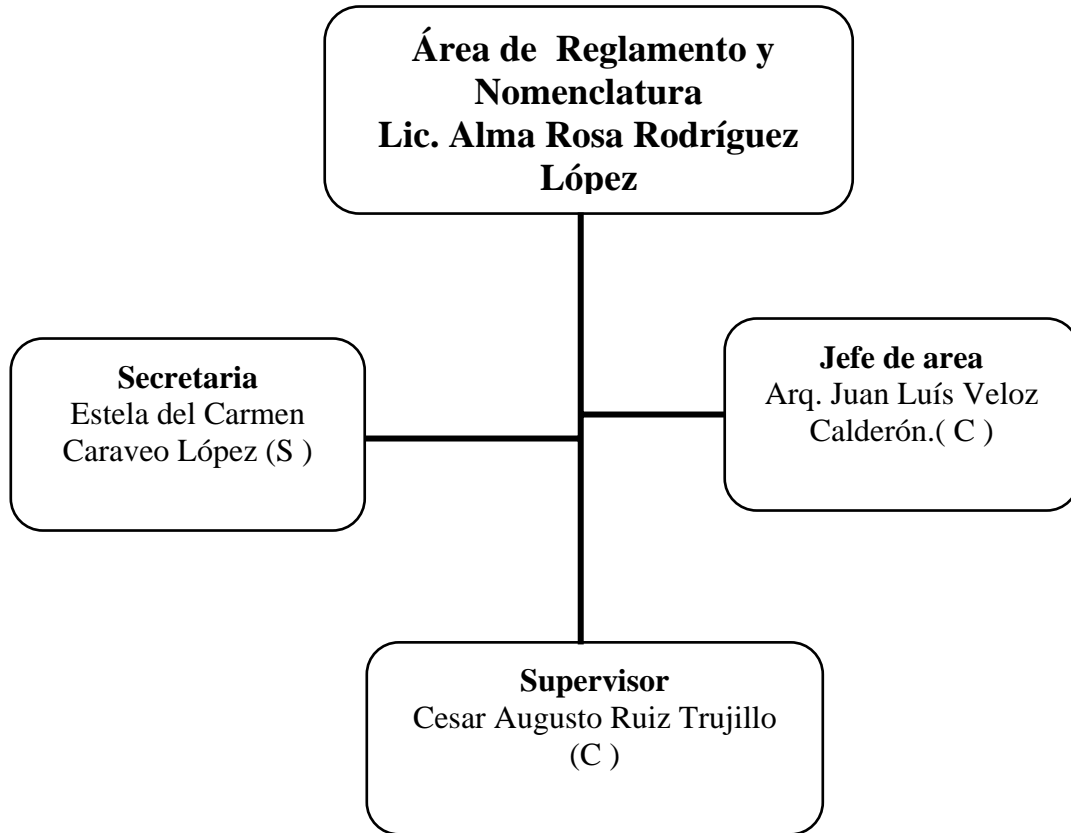 Área de  Reglamento y
Nomenclatura
Lic. Alma Rosa Rodríguez
López
Secretaria
Estela del Carmen
Caraveo López (S )
Jefe de area
Arq. Juan Luís Veloz
Calderón.( C )
Supervisor
Cesar Augusto Ruiz Trujillo
(C )